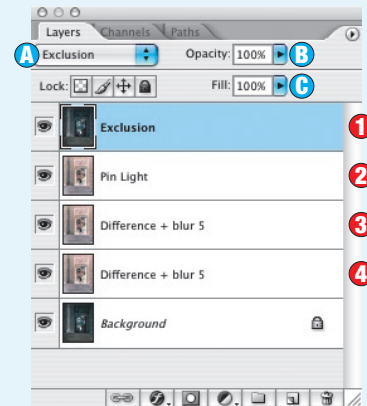 Layers Channels Paths
A Exclusion Opacity: 100% B
Lock: Fill: 100% C
Exclusion 1
Pin Light 2
Difference + blur 5 3
Difference + blur 5 4
Background